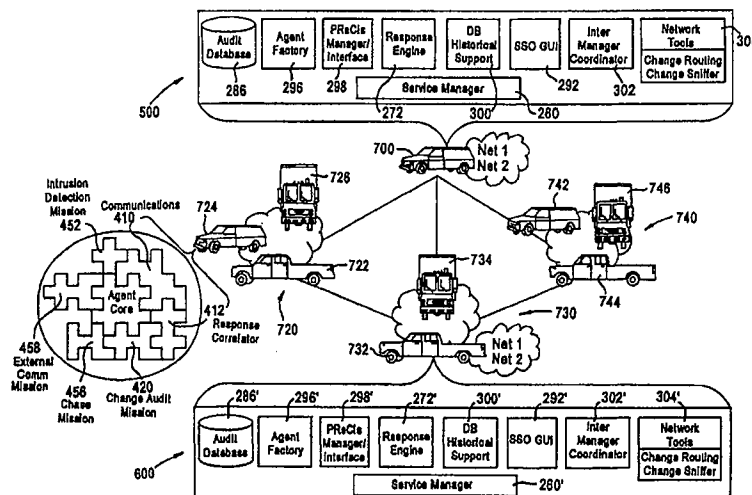 Audit
Database
286
Agent
Factory
296
PRsCIs
Manager/
Interface
298
Response
Engine
272
DB
Historical
Support
300
SSO GUI
292
Inter
Manager
Coordinator
302
Network
Tools
Change Routing
Change Sniffer
30
Service Manager
280
500
700
Net 1
Net 2
726
724
722
720
742
746
740
744
734
730
732
Net 1
Net 2
Intrusion
Detection
Mission
452
Communications
410
Agent
Core
412
Response
Correlator
458
External
Comm
Mission
456
Chase
Mission
420
Change Audit
Mission
286'
296'
298'
272'
300'
292'
302'
304'
Audit
Database
Agent
Factory
PRsCIs
Manager/
Interface
Response
Engine
DB
Historical
Support
SSO GUI
Inter
Manager
Coordinator
Network
Tools
Change Routing
Change Sniffer
Service Manager
260'
600